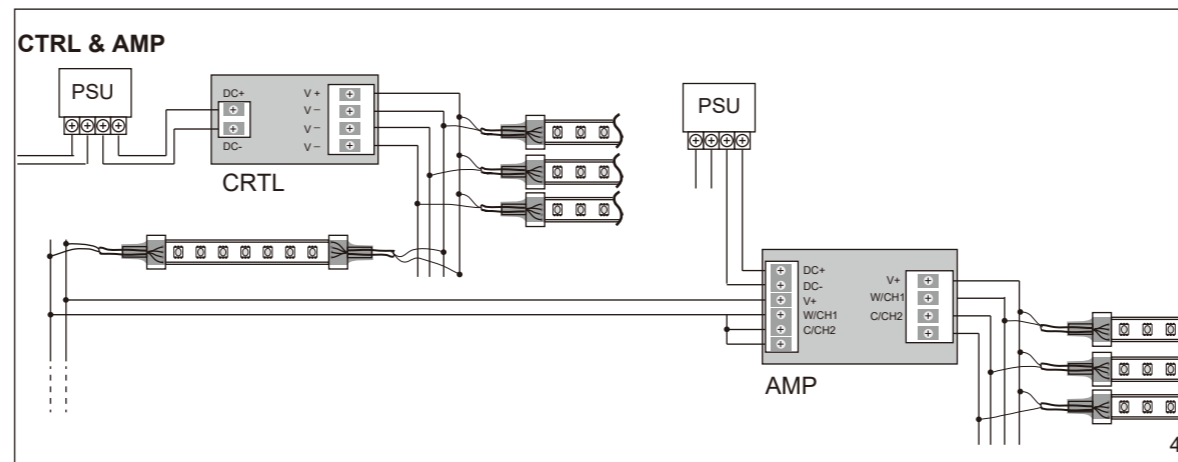 CTRL & AMP
PSU
DC+
DC-
V +
V –
V –
V –
CRTL
PSU
DC+
DC-
V+
W/CH1
C/CH2
V+
W/CH1
C/CH2
AMP
4